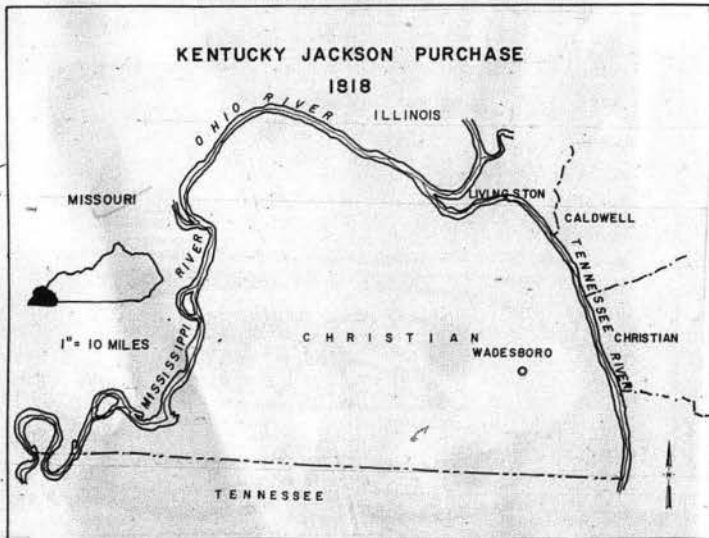 KENTUCKY JACKSON PURCHASE
1818
OHIO RIVER
ILLINOIS
MISSOURI
LIVINGSTON
CALDWELL
TENNESSEE RIVER
MISSISSIPPI RIVER
1"= 10 MILES
CHRISTIAN
CHRISTIAN
WADESBORO
TENNESSEE